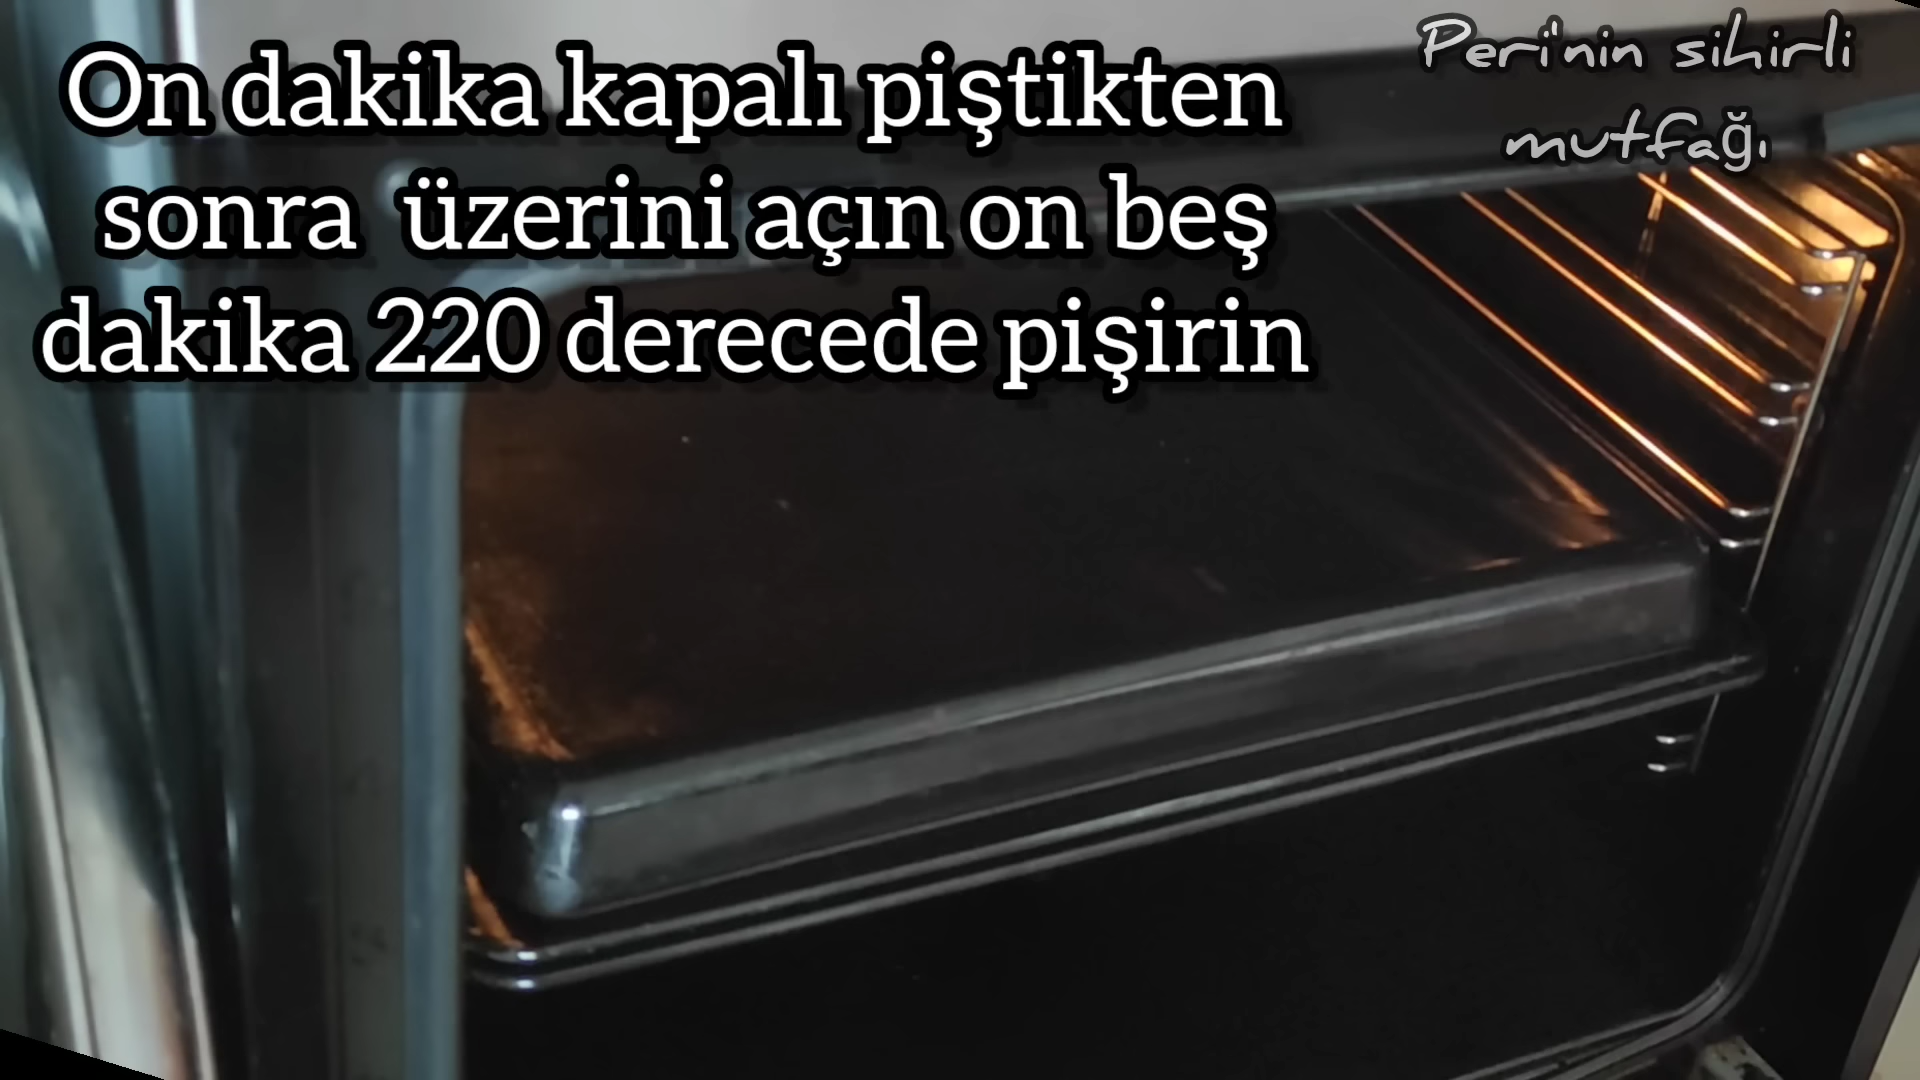 On dakika kapalı piştikten
sonra üzerini açın on beş
dakika 220 derecede pişirin
Peri'nin sihirli
mutfağı